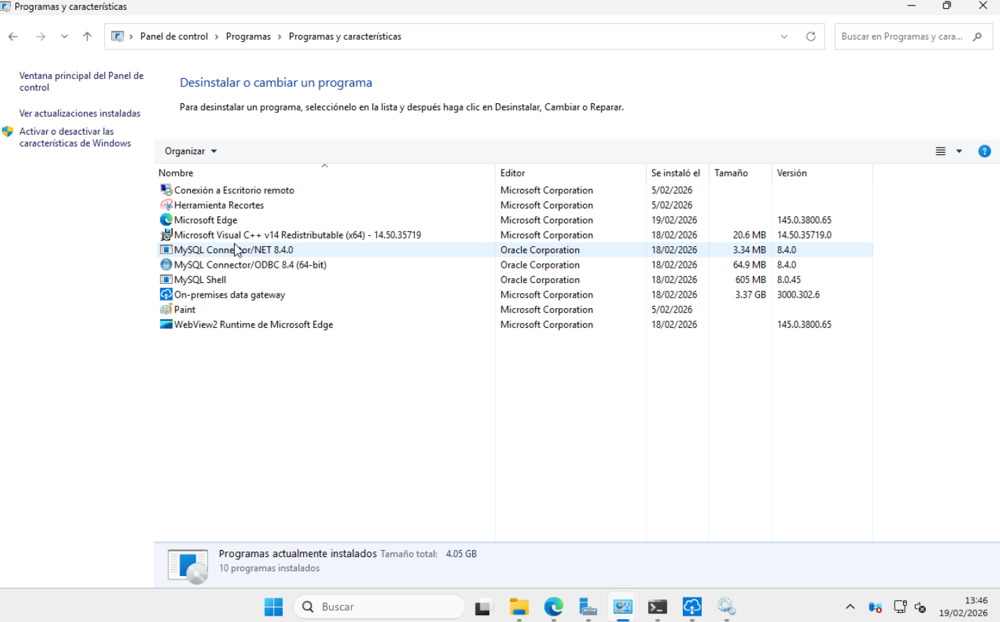 Programas y características
Panel de control > Programas > Programas y características
Buscar en Programas y cara...
Ventana principal del Panel de control
Ver actualizaciones instaladas
Activar o desactivar las características de Windows
Desinstalar o cambiar un programa
Para desinstalar un programa, selecciónelo en la lista y después haga clic en Desinstalar, Cambiar o Reparar.
Organizar
Nombre Editor Se instaló el Tamaño Versión
Conexión a Escritorio remoto Microsoft Corporation 5/02/2026
Herramienta Recortes Microsoft Corporation 5/02/2026
Microsoft Edge Microsoft Corporation 19/02/2026 145.0.3800.65
Microsoft Visual C++ v14 Redistributable (x64) - 14.50.35719 Microsoft Corporation 18/02/2026 20.6 MB 14.50.35719.0
MySQL Connector/NET 8.4.0 Oracle Corporation 18/02/2026 3.34 MB 8.4.0
MySQL Connector/ODBC 8.4 (64-bit) Oracle Corporation 18/02/2026 64.9 MB 8.4.0
MySQL Shell Oracle Corporation 18/02/2026 605 MB 8.0.45
On-premises data gateway Microsoft Corporation 18/02/2026 3.37 GB 3000.302.6
Paint Microsoft Corporation 5/02/2026
WebView2 Runtime de Microsoft Edge Microsoft Corporation 18/02/2026 145.0.3800.65
Programas actualmente instalados Tamaño total: 4.05 GB
10 programas instalados
Buscar
13:46
19/02/2026